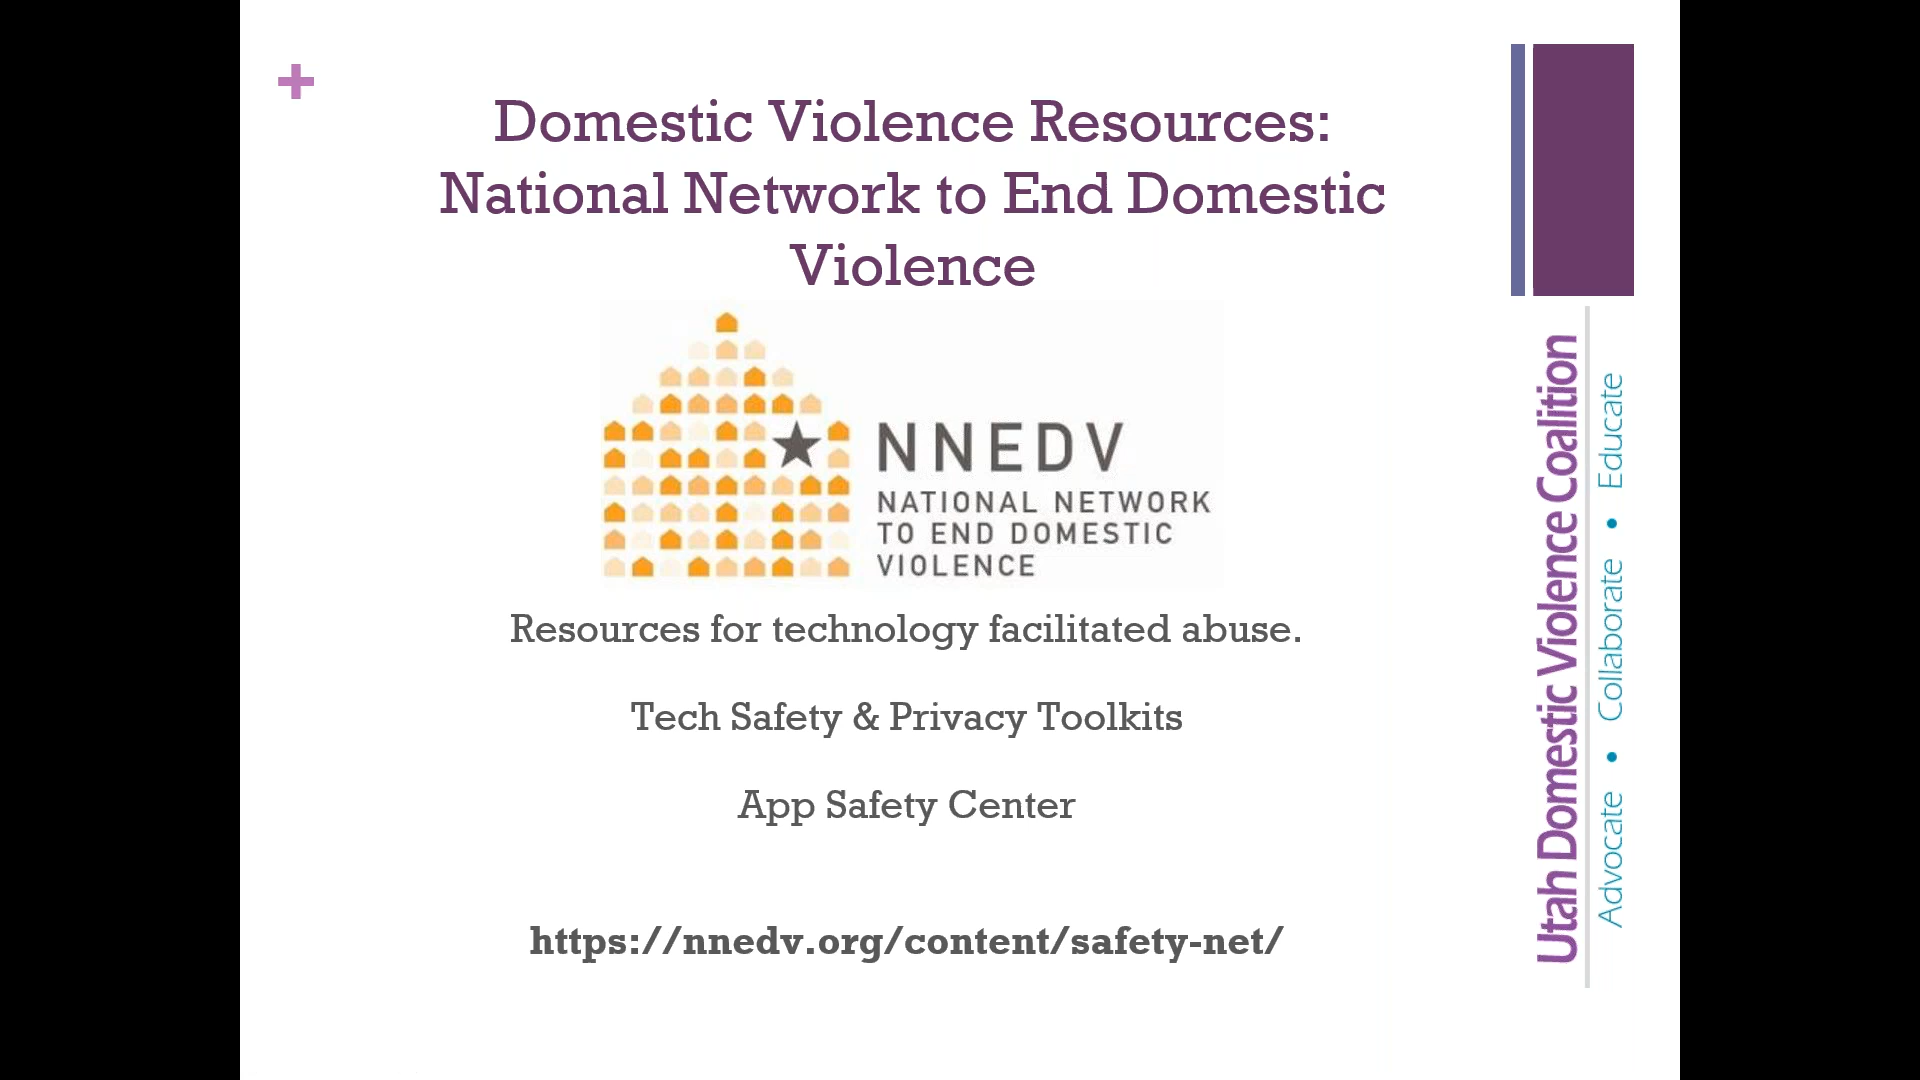 Domestic Violence Resources:
National Network to End Domestic
Violence
NNEDV
NATIONAL NETWORK
TO END DOMESTIC
VIOLENCE
Resources for technology facilitated abuse.
Tech Safety & Privacy Toolkits
App Safety Center
https://nnedv.org/content/safety-net/
Utah Domestic Violence Coalition
Advocate • Collaborate • Educate